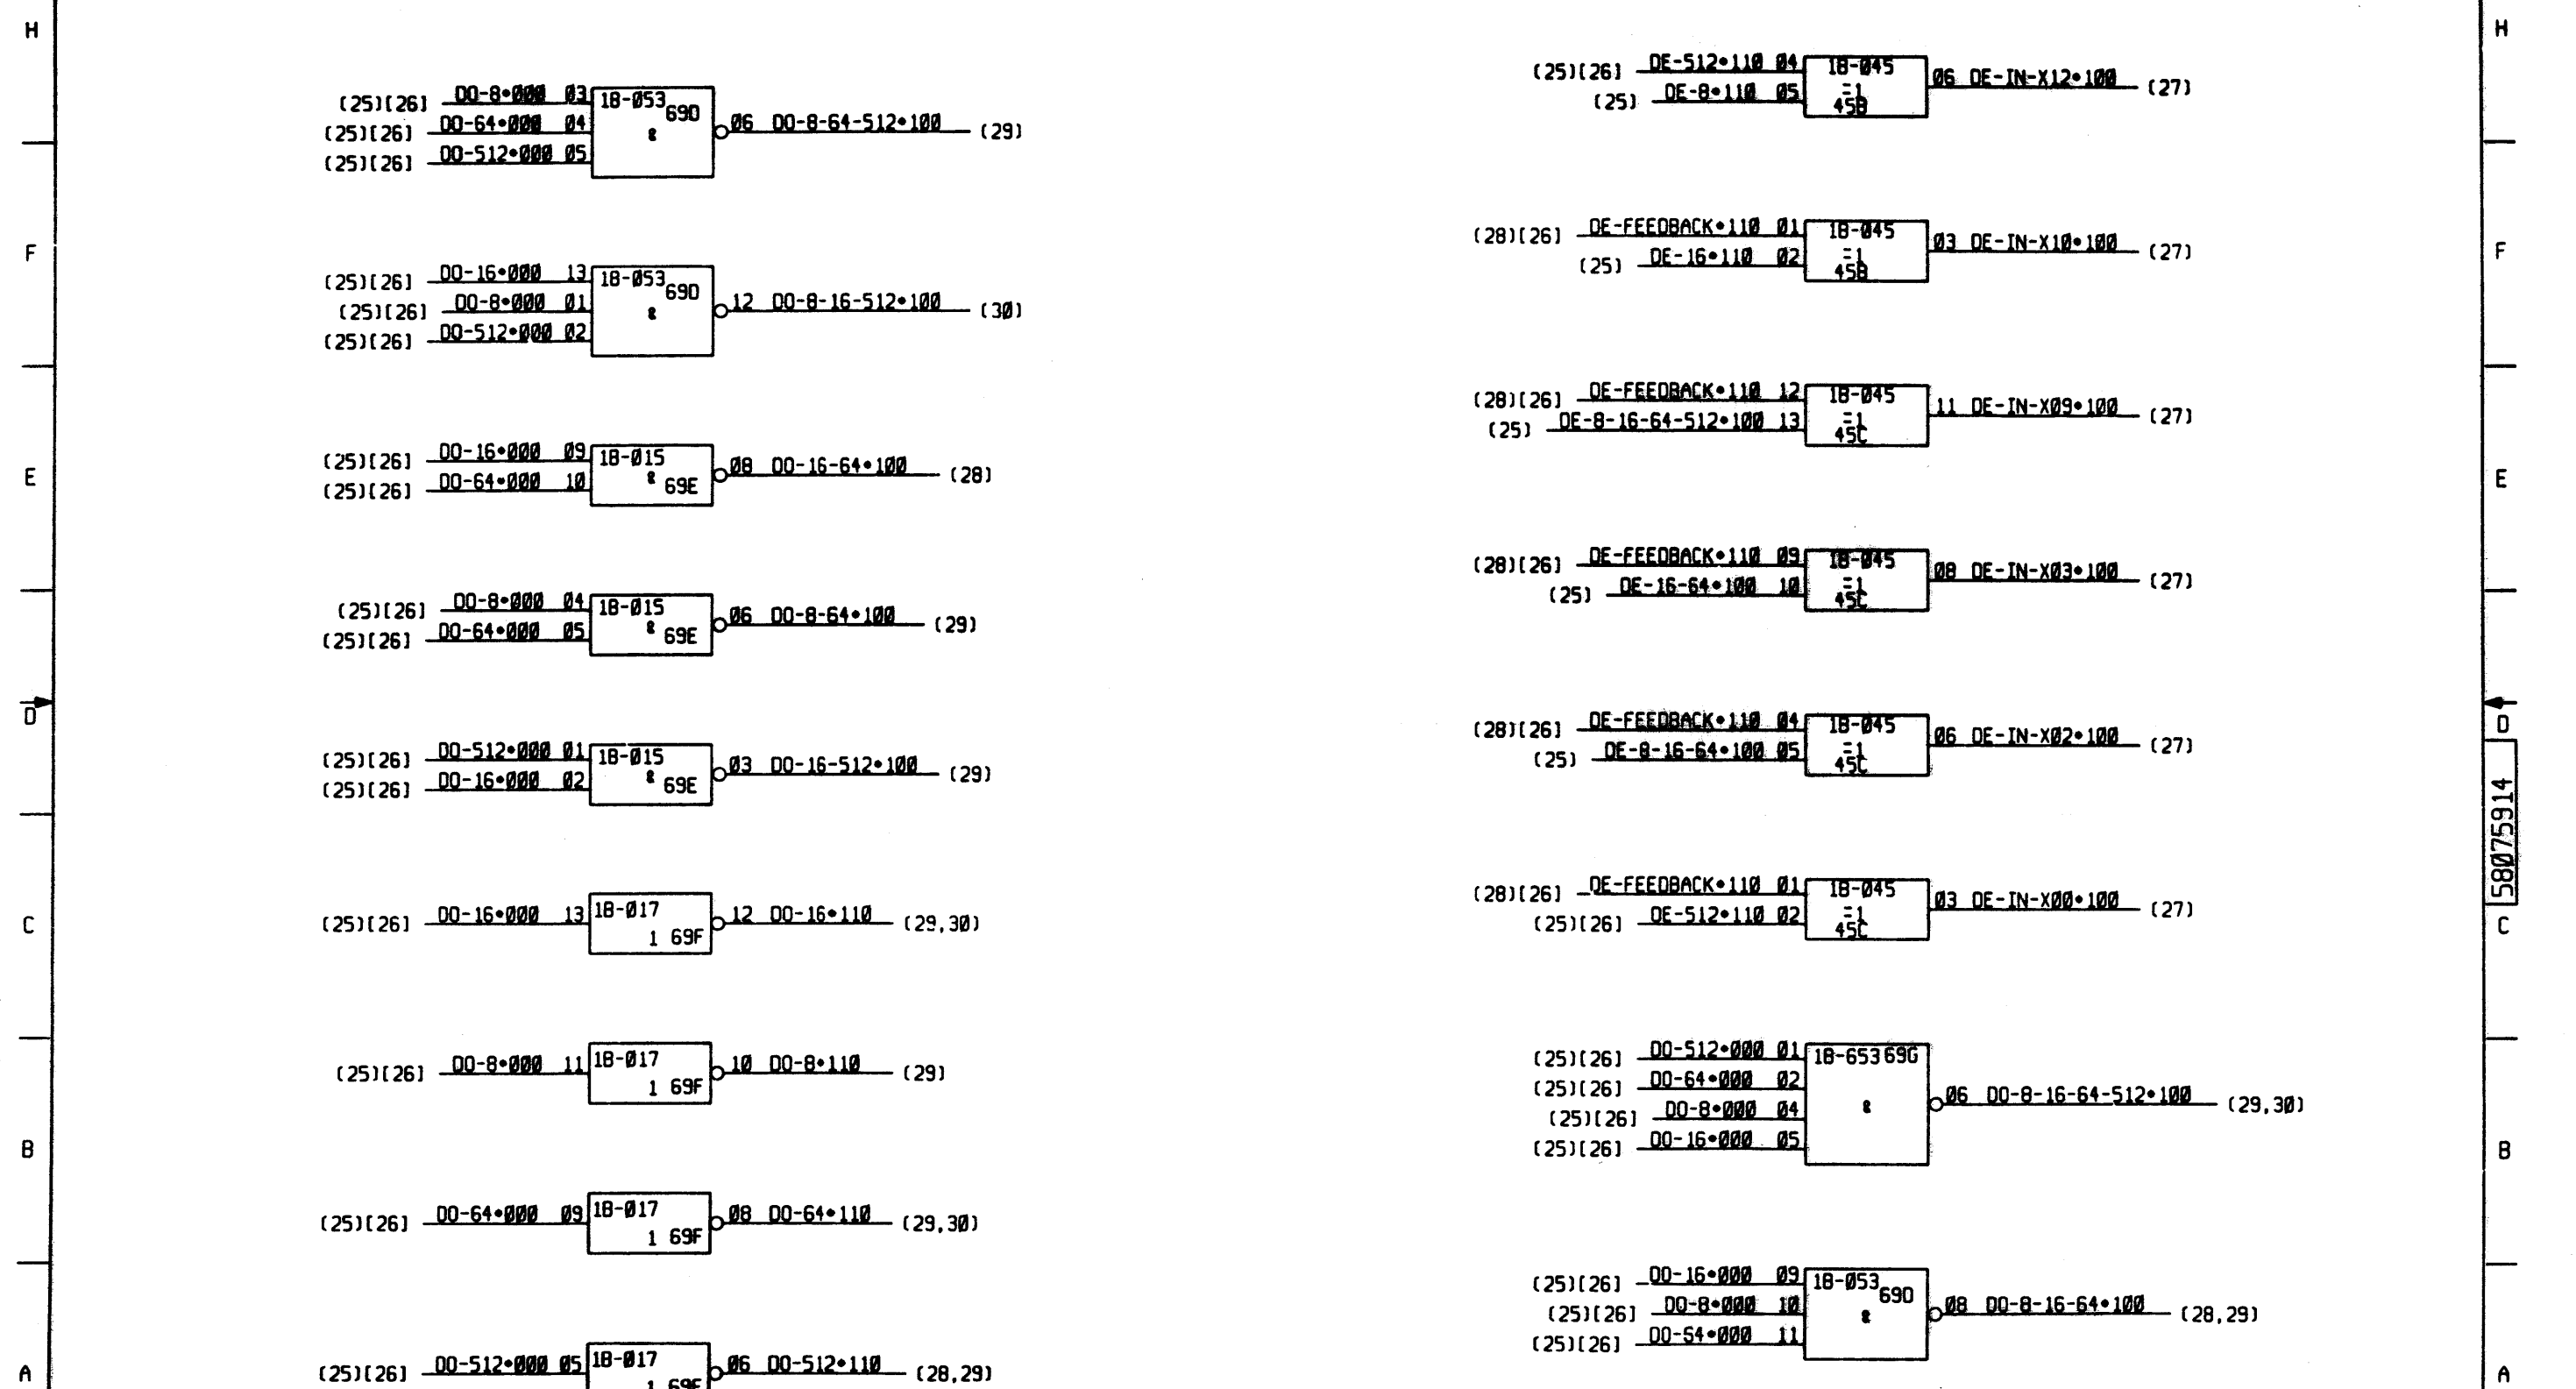 H
(25)[26] DO-8•000 03 1B-053 69D
(25)[26] DO-64•000 04 & 06 DO-8-64-512•100 (29)
(25)[26] DO-512•000 05
F
(25)[26] DO-16•000 13 1B-053 69D
(25)[26] DO-8•000 01 & 12 DO-8-16-512•100 (30)
(25)[26] DO-512•000 02
E
(25)[26] DO-16•000 09 1B-015 08 DO-16-64•100 (28)
(25)[26] DO-64•000 10 & 69E
(25)[26] DO-8•000 04 1B-015 06 DO-8-64•100 (29)
(25)[26] DO-64•000 05 & 69E
D
(25)[26] DO-512•000 01 1B-015 03 DO-16-512•100 (29)
(25)[26] DO-16•000 02 & 69E
C
(25)[26] DO-16•000 13 1B-017 12 DO-16•110 (29,30)
1 69F
(25)[26] DO-8•000 11 1B-017 10 DO-8•110 (29)
1 69F
B
(25)[26] DO-64•000 09 1B-017 08 DO-64•110 (29,30)
1 69F
A
(25)[26] DO-512•000 05 1B-017 06 DO-512•110 (28,29)
1 69F
H
(25)[26] DE-512•110 04 1B-045 06 DE-IN-X12•100 (27)
(25) DE-8•110 05 =1
45B
F
(28)[26] DE-FEEDBACK•110 01 1B-045 03 DE-IN-X10•100 (27)
(25) DE-16•110 02 =1
45B
(28)[26] DE-FEEDBACK•110 12 1B-045 11 DE-IN-X09•100 (27)
(25) DE-8-16-64-512•100 13 =1
45C
E
(28)[26] DE-FEEDBACK•110 09 1B-045 08 DE-IN-X03•100 (27)
(25) DE-16-64•100 10 =1
45C
D
(28)[26] DE-FEEDBACK•110 04 1B-045 06 DE-IN-X02•100 (27)
(25) DE-8-16-64•100 05 =1
45C
58075914
C
(28)[26] DE-FEEDBACK•110 01 1B-045 03 DE-IN-X00•100 (27)
(25)[26] DE-512•110 02 =1
45C
(25)[26] DO-512•000 01 1B-653 69G
(25)[26] DO-64•000 02
(25)[26] DO-8•000 04 & 06 DO-8-16-64-512•100 (29,30)
(25)[26] DO-16•000 05
B
(25)[26] DO-16•000 09 1B-053 69D
(25)[26] DO-8•000 10 & 08 DO-8-16-64•100 (28,29)
(25)[26] DO-64•000 11
A